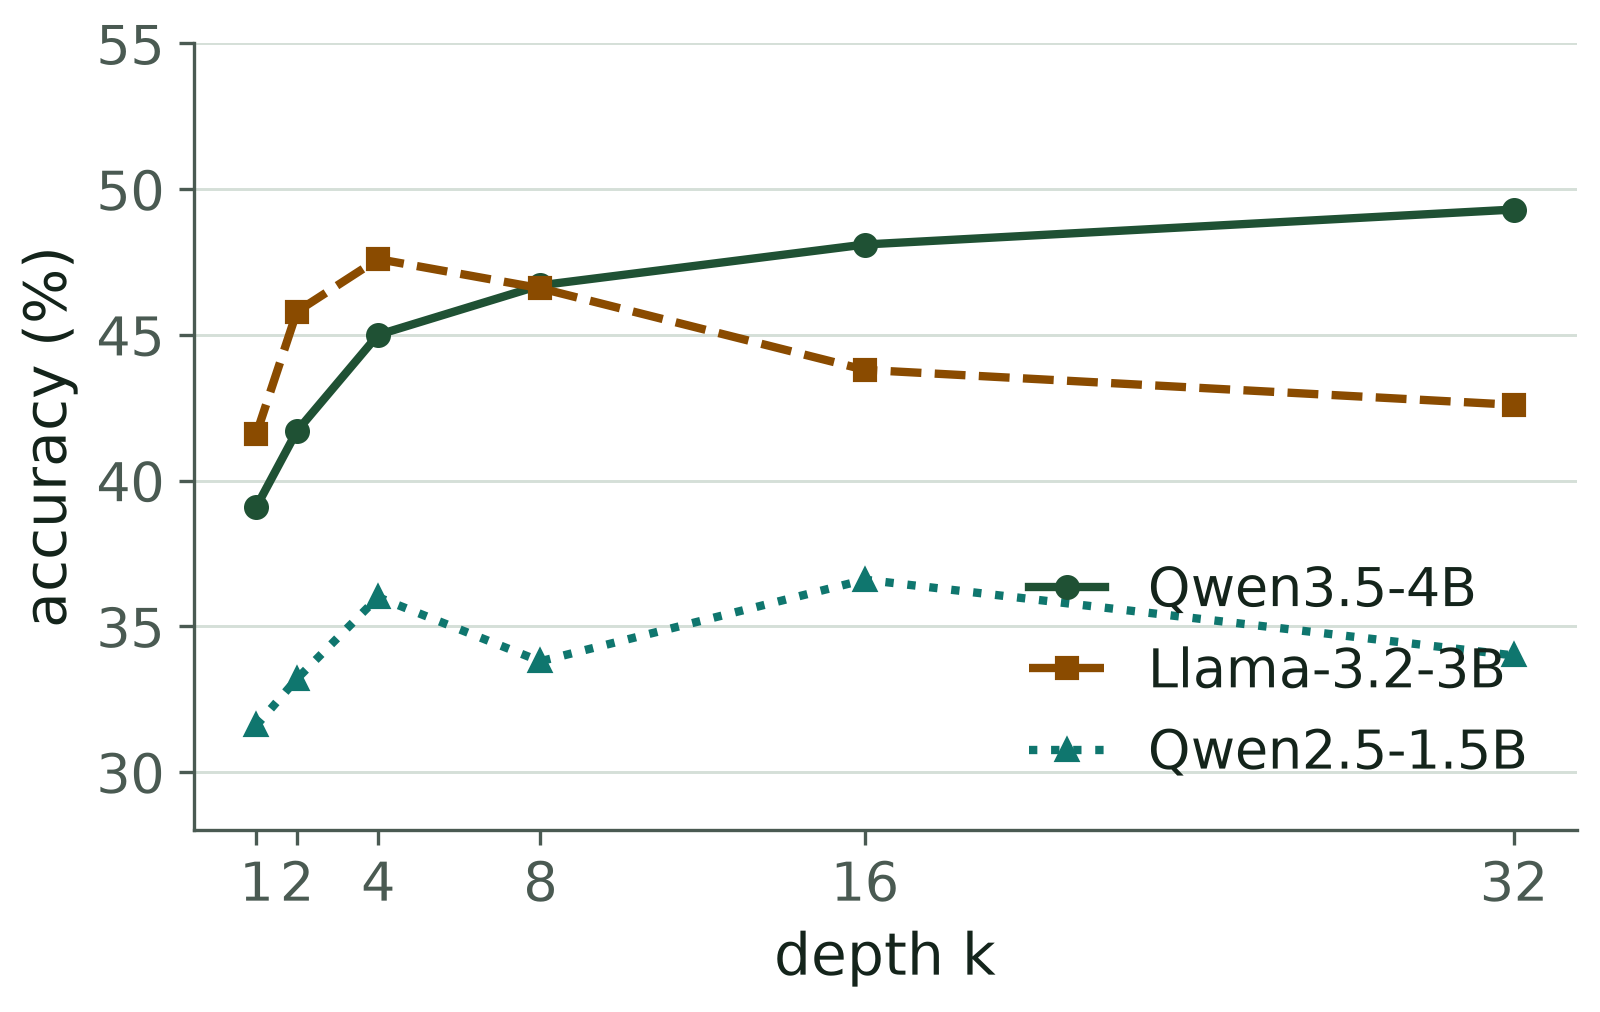 55
50
45
40
35
30
accuracy (%)
Qwen3.5-4B
Llama-3.2-3B
Qwen2.5-1.5B
1 2 4 8 16 32
depth k